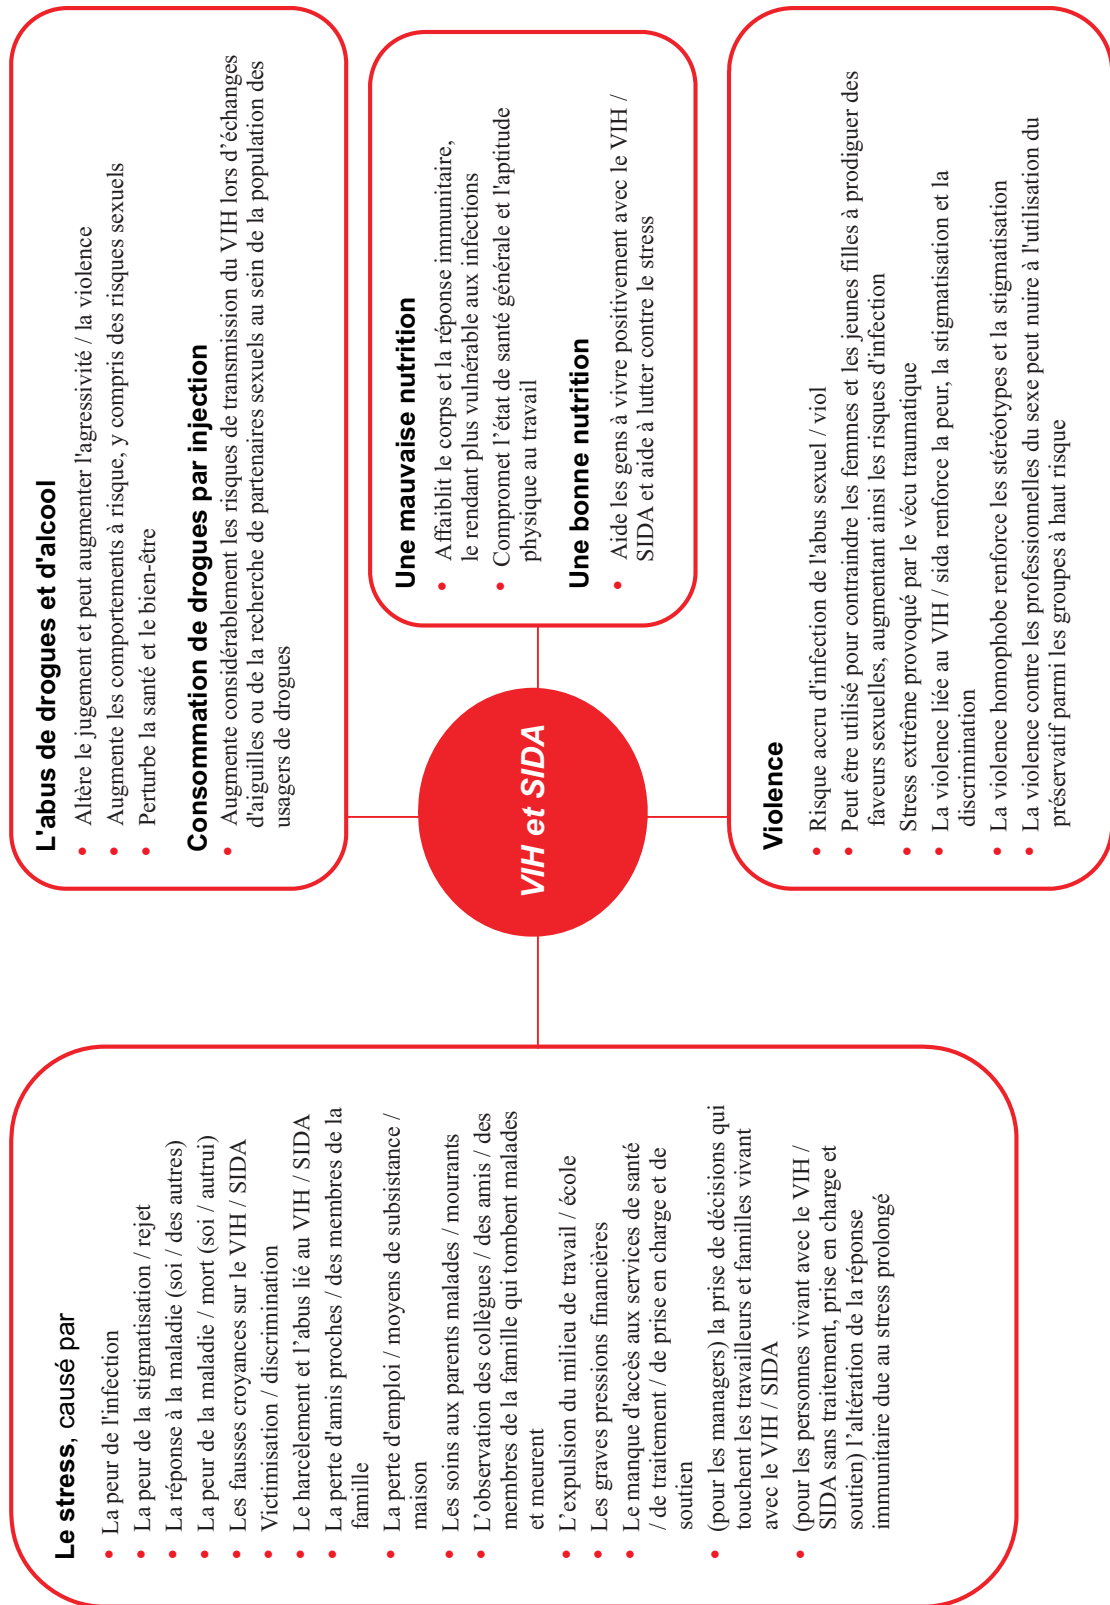 Le stress, causé par
• La peur de l'infection
• La peur de la stigmatisation / rejet
• La réponse à la maladie (soi / des autres)
• La peur de la maladie / mort (soi / autrui)
• Les fausses croyances sur le VIH / SIDA
• Victimisation / discrimination
• Le harcèlement et l'abus lié au VIH / SIDA
• La perte d'amis proches / des membres de la
famille
• La perte d'emploi / moyens de subsistance /
maison
• Les soins aux parents malades / mourants
• L'observation des collègues / des amis / des
membres de la famille qui tombent malades
et meurent
• L'expulsion du milieu de travail / école
• Les graves pressions financières
• Le manque d'accès aux services de santé
/ de traitement / de prise en charge et de
soutien
• (pour les managers) la prise de décisions qui
touchent les travailleurs et familles vivant
avec le VIH / SIDA
• (pour les personnes vivant avec le VIH /
SIDA sans traitement, prise en charge et
soutien) l'altération de la réponse
immunitaire due au stress prolongé
VIH et SIDA
L'abus de drogues et d'alcool
• Altère le jugement et peut augmenter l'agressivité / la violence
• Augmente les comportements à risque, y compris des risques sexuels
• Perturbe la santé et le bien-être
Consommation de drogues par injection
• Augmente considérablement les risques de transmission du VIH lors d'échanges
d'aiguilles ou de la recherche de partenaires sexuels au sein de la population des
usagers de drogues
Une mauvaise nutrition
• Affaiblit le corps et la réponse immunitaire,
le rendant plus vulnérable aux infections
• Compromet l'état de santé générale et l'aptitude
physique au travail
Une bonne nutrition
• Aide les gens à vivre positivement avec le VIH /
SIDA et aide à lutter contre le stress
Violence
• Risque accru d'infection de l'abus sexuel / viol
• Peut être utilisé pour contraindre les femmes et les jeunes filles à prodiguer des
faveurs sexuelles, augmentant ainsi les risques d'infection
• Stress extrême provoqué par le vécu traumatique
• La violence liée au VIH / sida renforce la peur, la stigmatisation et la
discrimination
• La violence homophobe renforce les stéréotypes et la stigmatisation
• La violence contre les professionnelles du sexe peut nuire à l'utilisation du
préservatif parmi les groupes à haut risque